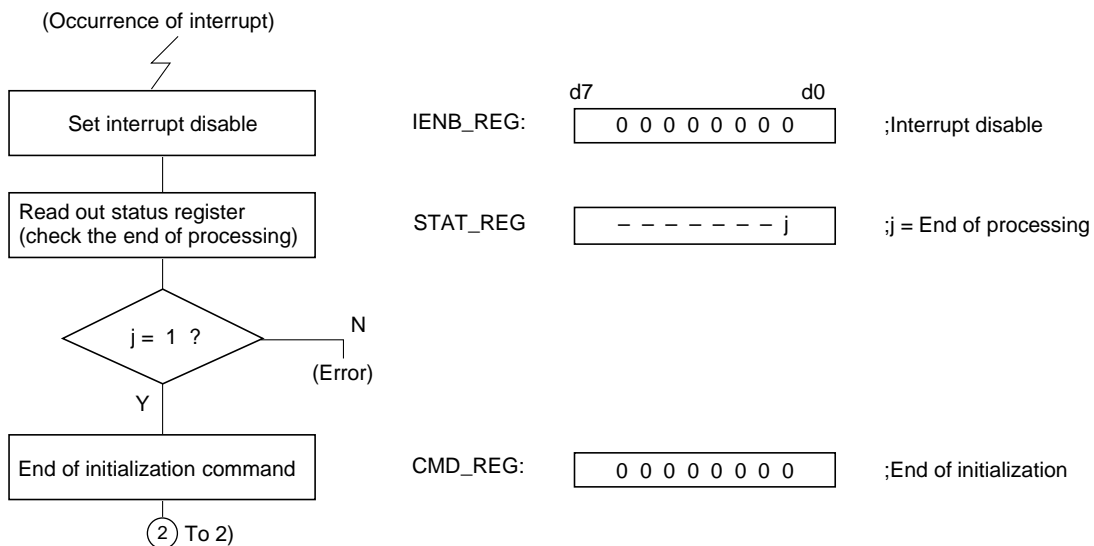 (Occurrence of interrupt)
d7 d0
Set interrupt disable IENB_REG: 0 0 0 0 0 0 0 0 ;Interrupt disable
Read out status register
(check the end of processing) STAT_REG – – – – – – – j ;j = End of processing
j = 1 ? N
(Error)
Y
End of initialization command CMD_REG: 0 0 0 0 0 0 0 0 ;End of initialization
2 To 2)